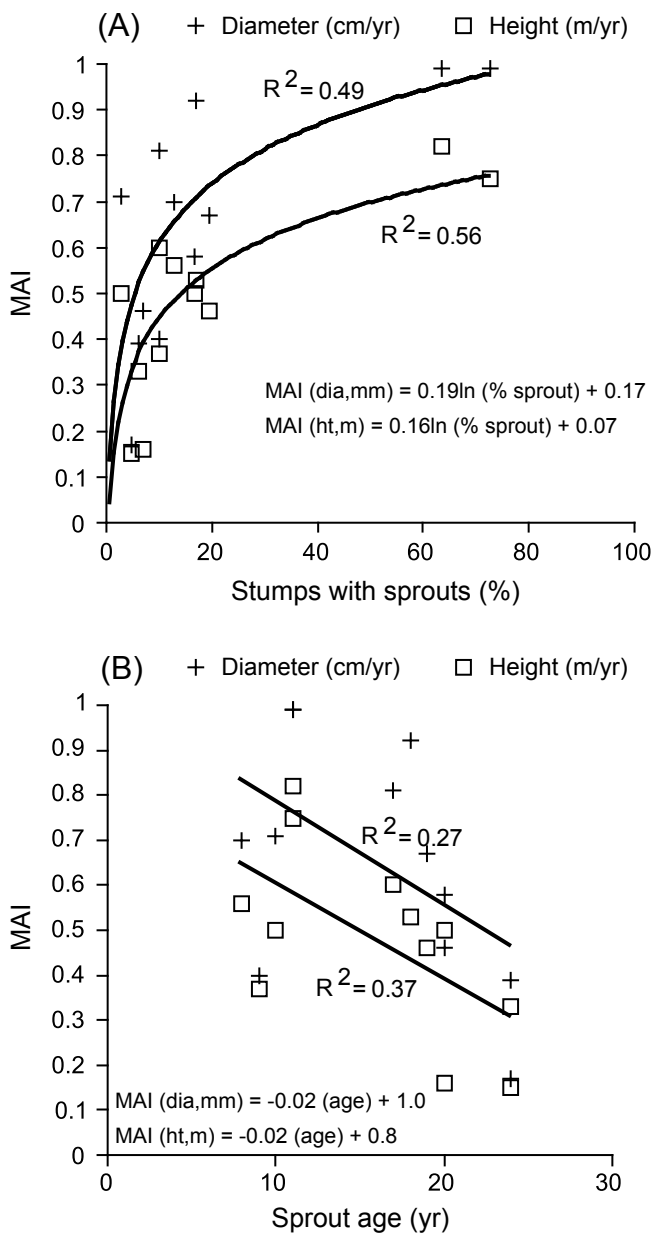 (A) + Diameter (cm/yr) □ Height (m/yr)
1
0.9
0.8
0.7
0.6
0.5
0.4
0.3
0.2
0.1
0
MAI
R² = 0.49
R² = 0.56
MAI (dia,mm) = 0.19ln (% sprout) + 0.17
MAI (ht,m) = 0.16ln (% sprout) + 0.07
0 20 40 60 80 100
Stumps with sprouts (%)
(B) + Diameter (cm/yr) □ Height (m/yr)
1
0.9
0.8
0.7
0.6
0.5
0.4
0.3
0.2
0.1
0
MAI
R² = 0.27
R² = 0.37
MAI (dia,mm) = -0.02 (age) + 1.0
MAI (ht,m) = -0.02 (age) + 0.8
0 10 20 30
Sprout age (yr)